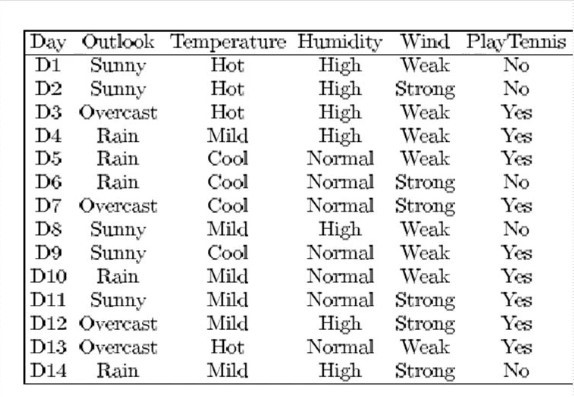 Day Outlook Temperature Humidity Wind PlayTennis
D1 Sunny Hot High Weak No
D2 Sunny Hot High Strong No
D3 Overcast Hot High Weak Yes
D4 Rain Mild High Weak Yes
D5 Rain Cool Normal Weak Yes
D6 Rain Cool Normal Strong No
D7 Overcast Cool Normal Strong Yes
D8 Sunny Mild High Weak No
D9 Sunny Cool Normal Weak Yes
D10 Rain Mild Normal Weak Yes
D11 Sunny Mild Normal Strong Yes
D12 Overcast Mild High Strong Yes
D13 Overcast Hot Normal Weak Yes
D14 Rain Mild High Strong No